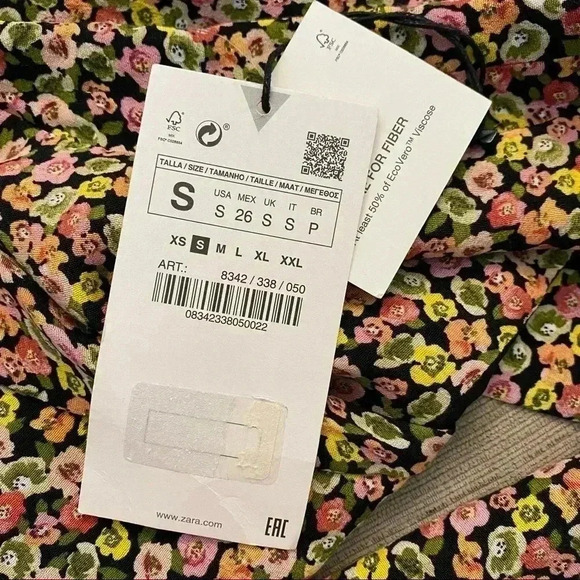 FSC
TALLA / SIZE / TAMANHO / TAILLE / MAAT / ΜΕΓΕΘΟΣ
S
USA MEX UK IT BR
S 26 S S P
XS S M L XL XXL
ART.: 8342 / 338 / 050
08342338050022
www.zara.com
EAC
FOR FIBER
least 50% of EcoVero™ Viscose